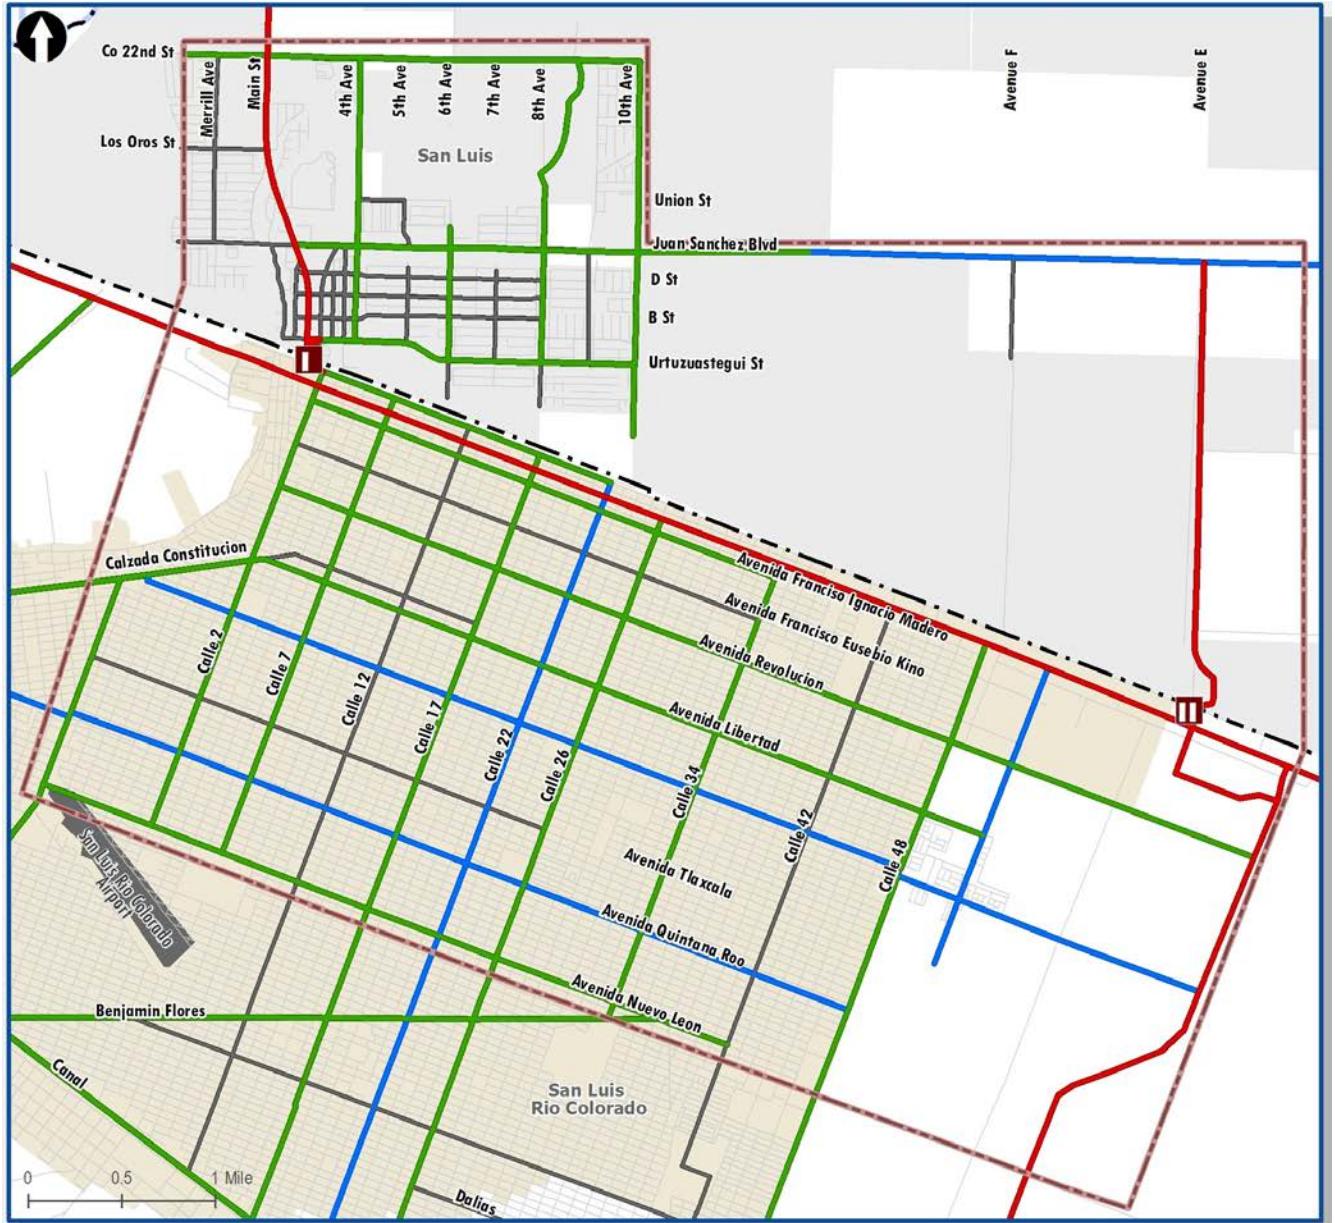 Co 22nd St
Merrill Ave
Main St
4th Ave
5th Ave
6th Ave
7th Ave
8th Ave
10th Ave
Avenue F
Avenue E
Los Oros St
San Luis
Union St
Juan Sanchez Blvd
D St
B St
Urtuzuastegui St
Calzada Constitucion
Avenida Franciso Ignacio Madero
Avenida Francisco Eusebio Kino
Avenida Revolucion
Avenida Libertad
Calle 2
Calle 7
Calle 12
Calle 17
Calle 22
Calle 26
Calle 34
Calle 42
Calle 48
Avenida Tlaxcala
Avenida Quintana Roo
Avenida Nuevo Leon
San Luis Rio Colorado
Airport
Benjamin Flores
Canal
San Luis
Rio Colorado
Dalias
0 0.5 1 Mile